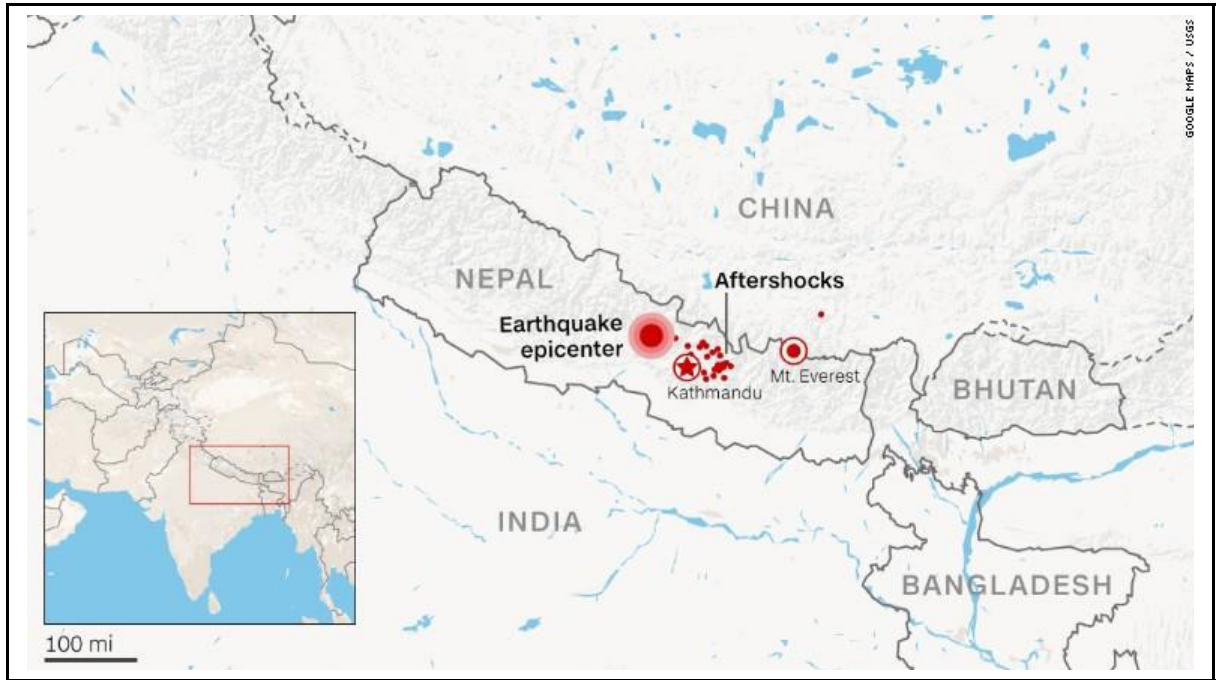 GOOGLE MAPS / USGS
CHINA
NEPAL
Aftershocks
Earthquake
epicenter
Mt. Everest
Kathmandu
BHUTAN
INDIA
BANGLADESH
100 mi